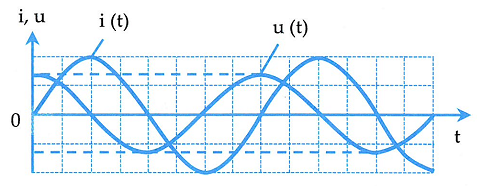 i, u
i (t)
u (t)
0
t